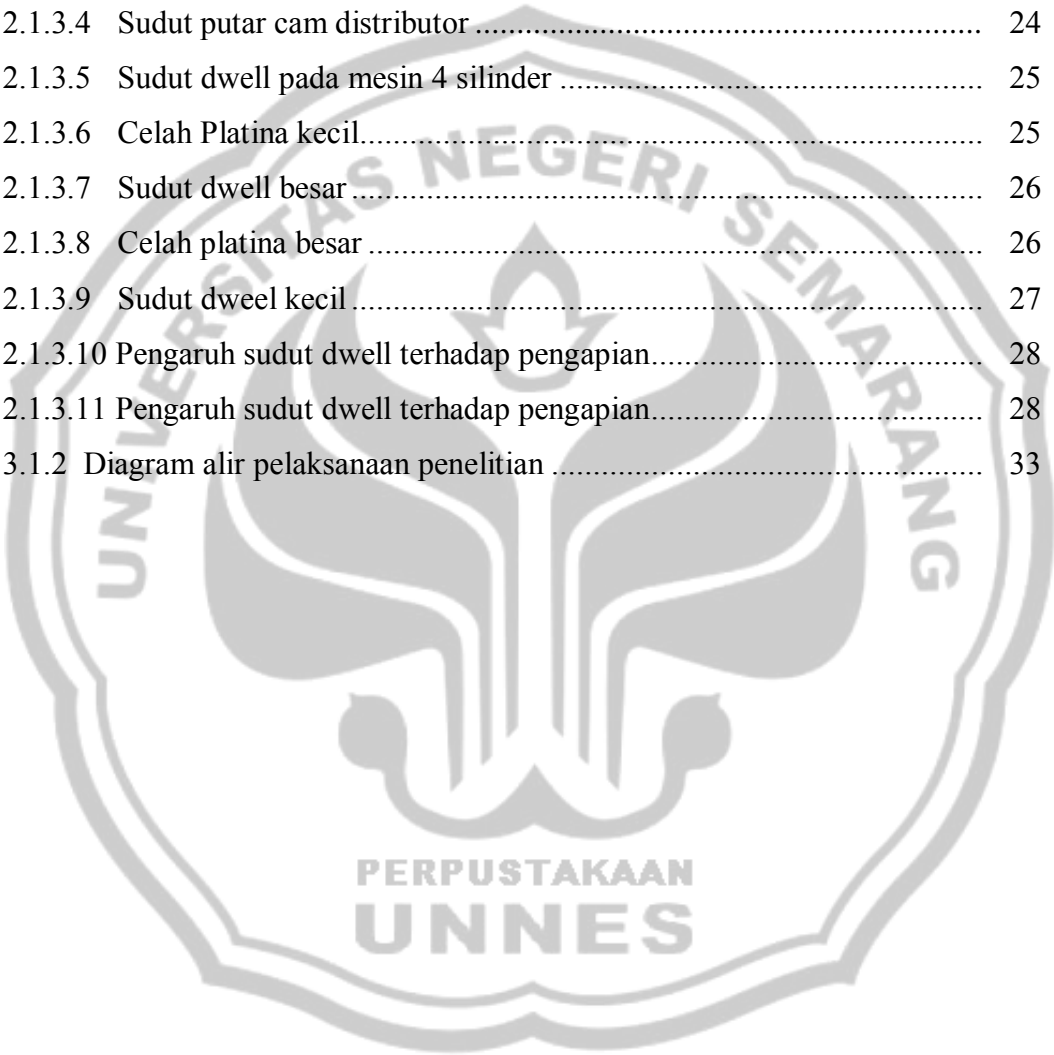 2.1.3.4 Sudut putar cam distributor ........................................................................ 24
2.1.3.5 Sudut dwell pada mesin 4 silinder ............................................................ 25
2.1.3.6 Celah Platina kecil......................................................................................... 25
2.1.3.7 Sudut dwell besar .......................................................................................... 26
2.1.3.8 Celah platina besar ........................................................................................ 26
2.1.3.9 Sudut dweel kecil .......................................................................................... 27
2.1.3.10 Pengaruh sudut dwell terhadap pengapian............................................... 28
2.1.3.11 Pengaruh sudut dwell terhadap pengapian............................................... 28
3.1.2 Diagram alir pelaksanaan penelitian ............................................................. 33
UNIVERSITAS NEGERI SEMARANG
PERPUSTAKAAN
UNNES